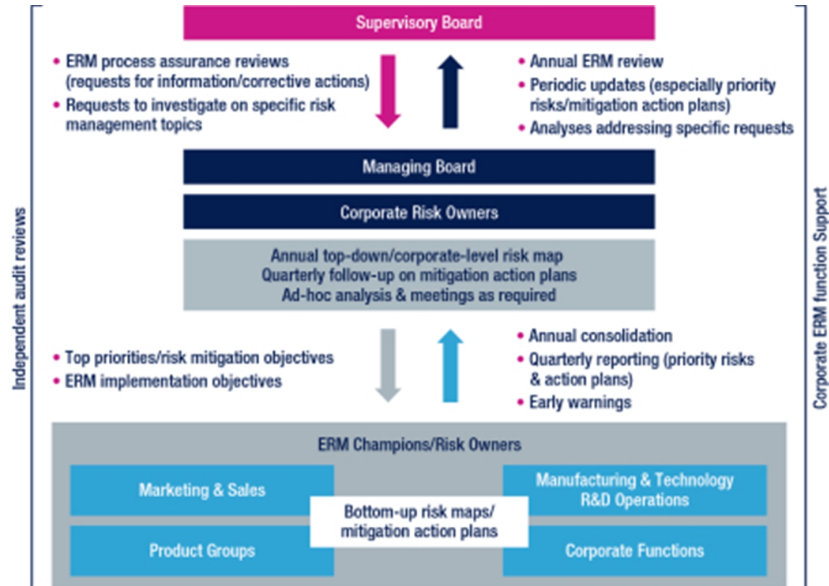 Supervisory Board
• ERM process assurance reviews
(requests for information/corrective actions)
• Requests to investigate on specific risk
management topics
• Annual ERM review
• Periodic updates (especially priority
risks/mitigation action plans)
• Analyses addressing specific requests
Managing Board
Corporate Risk Owners
Annual top-down/corporate-level risk map
Quarterly follow-up on mitigation action plans
Ad-hoc analysis & meetings as required
Independent audit reviews
Corporate ERM function Support
• Top priorities/risk mitigation objectives
• ERM implementation objectives
• Annual consolidation
• Quarterly reporting (priority risks
& action plans)
• Early warnings
ERM Champions/Risk Owners
Marketing & Sales
Manufacturing & Technology
R&D Operations
Bottom-up risk maps/
mitigation action plans
Product Groups
Corporate Functions